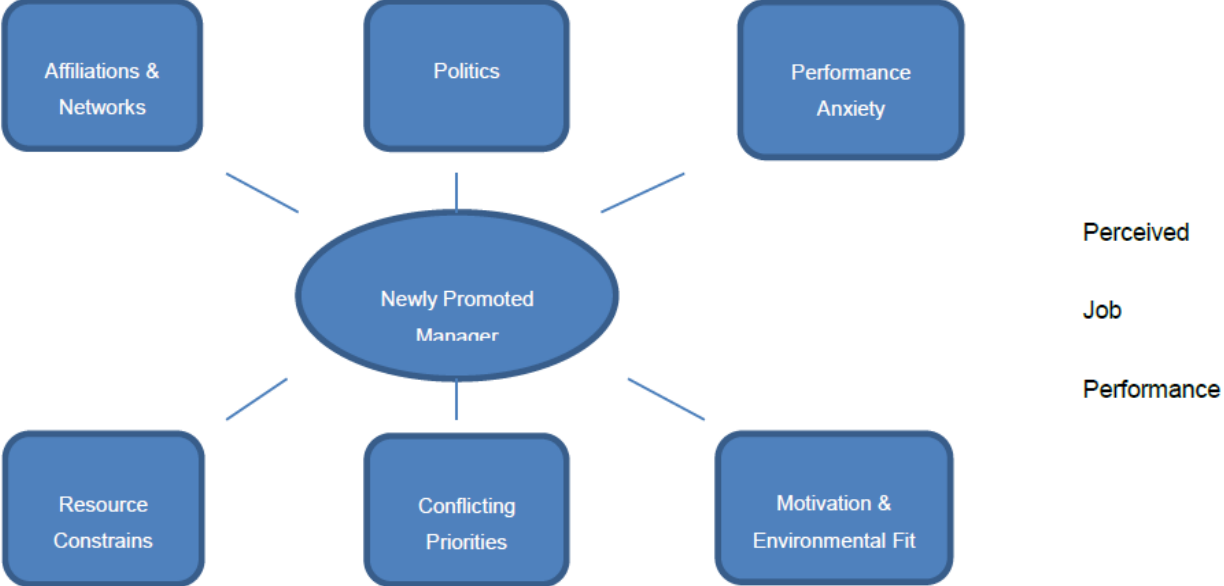 Affiliations &
Networks
Politics
Performance
Anxiety
Perceived
Newly Promoted
Manager
Job
Performance
Resource
Constrains
Conflicting
Priorities
Motivation &
Environmental Fit